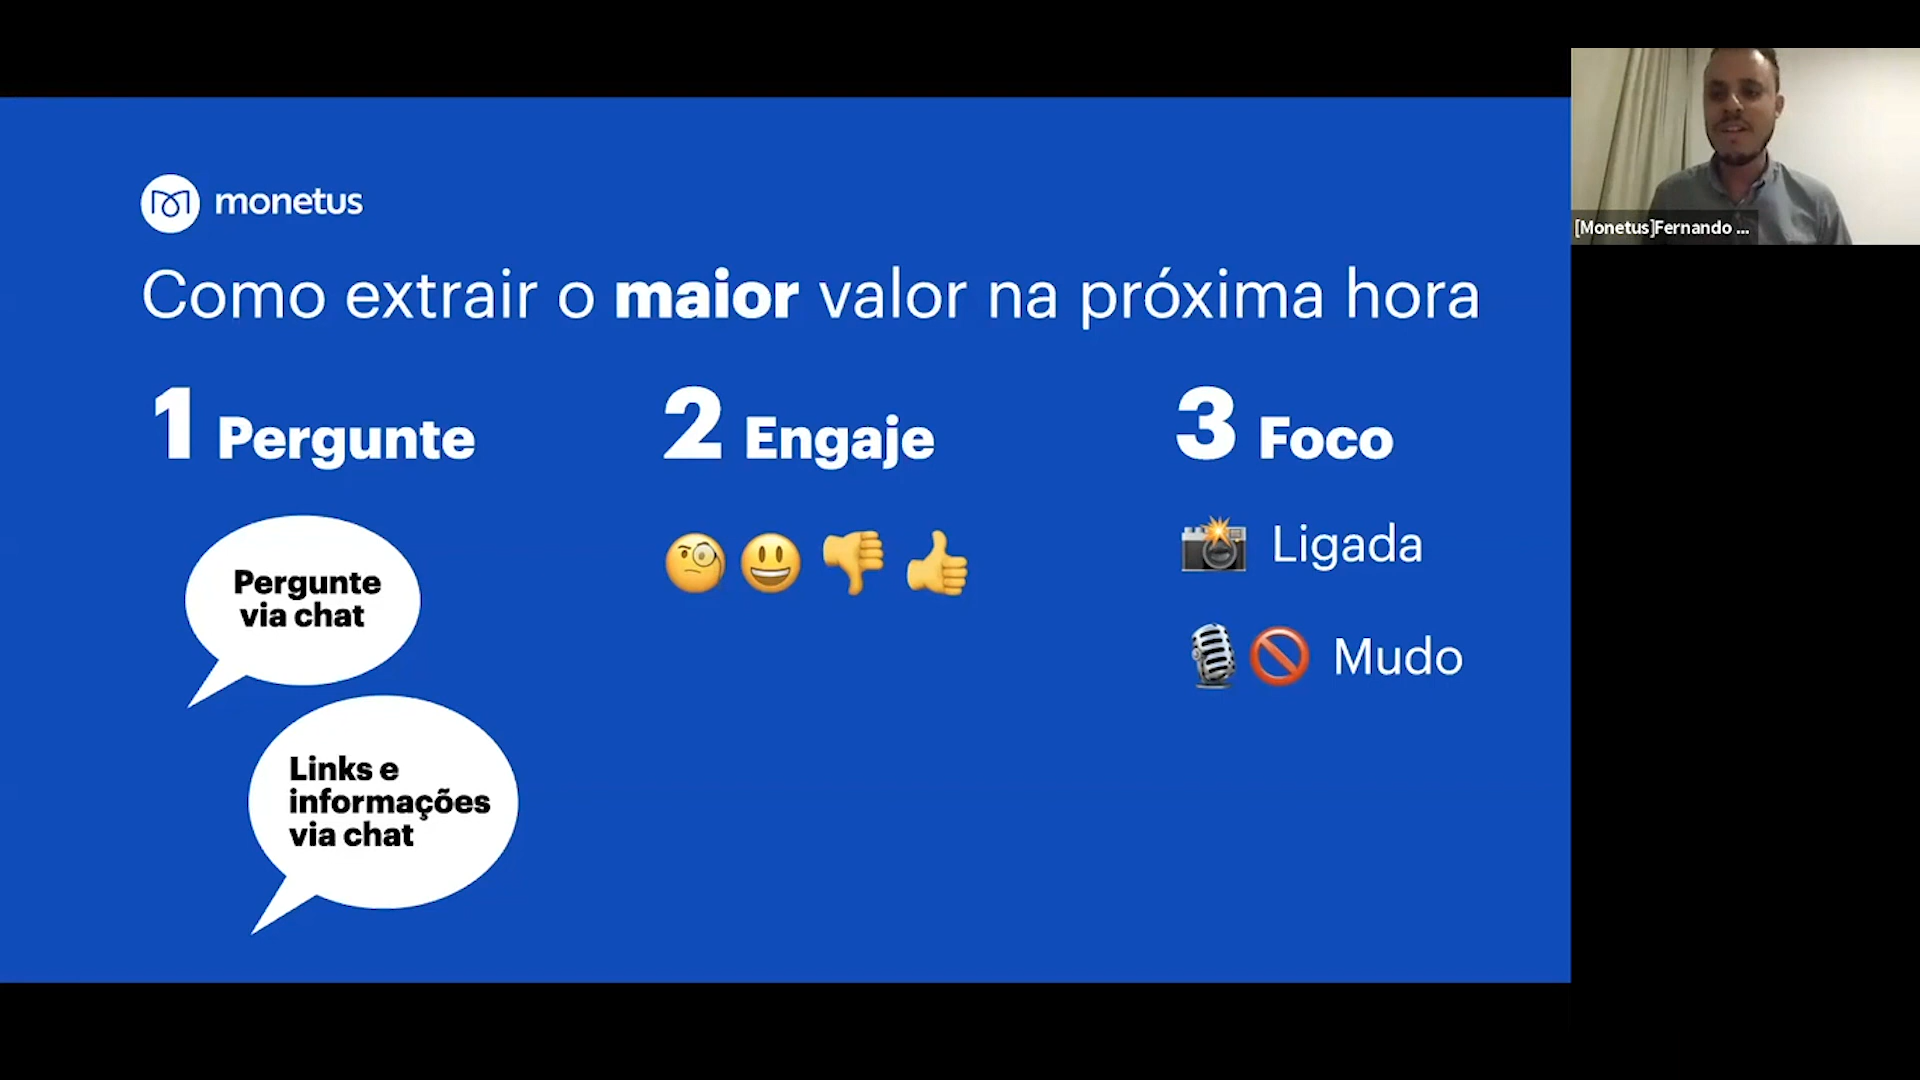 monetus
Como extrair o maior valor na próxima hora
1 Pergunte
Pergunte
via chat
Links e
informações
via chat
2 Engaje
3 Foco
Ligada
Mudo
[Monetus]Fernando ...